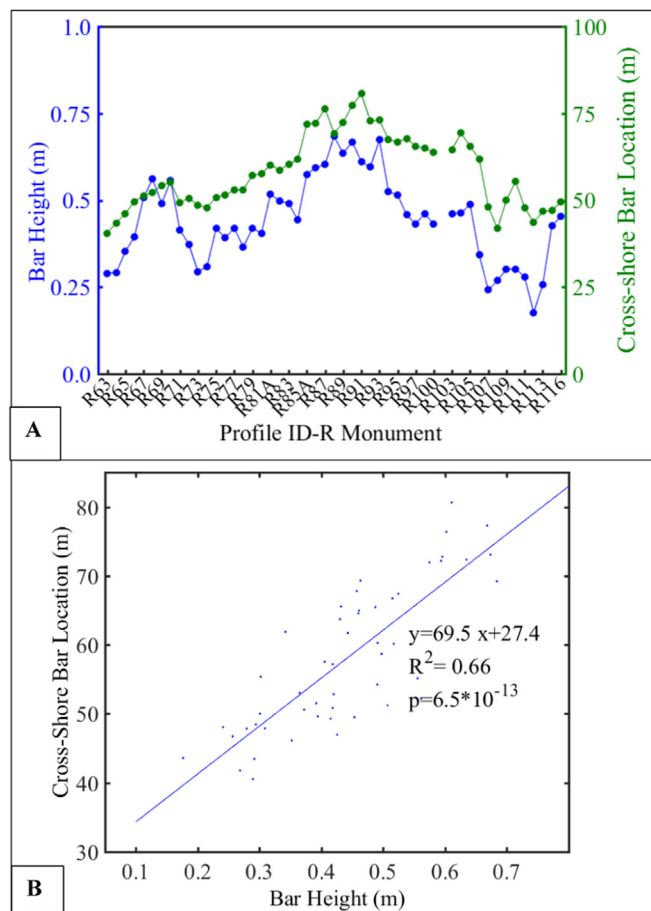 1.0
0.75
0.5
0.25
0.0
Bar Height (m)
100
75
50
25
0
Cross-shore Bar Location (m)
R63
R65
R67
R69
R71
R73
R75
R77
R79
R81A
R83
R85A
R87
R89
R91
R93
R95
R97
R100
R103
R105
R107
R109
R111
R113
R116
Profile ID-R Monument
A
80
70
60
50
40
30
Cross-Shore Bar Location (m)
y=69.5 x+27.4
R²= 0.66
p=6.5*10⁻¹³
0.1 0.2 0.3 0.4 0.5 0.6 0.7
Bar Height (m)
B